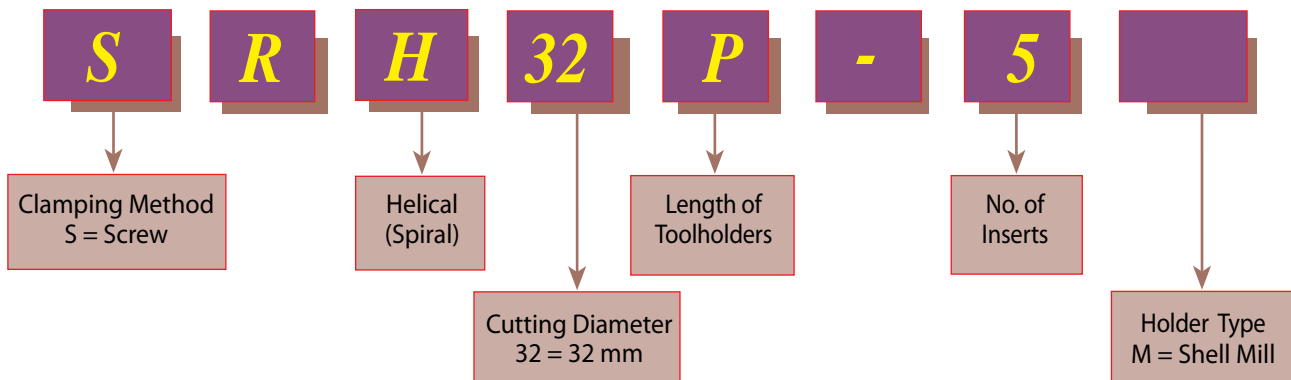 S R H 32 P - 5
Clamping Method
S = Screw
Helical
(Spiral)
Length of
Toolholders
No. of
Inserts
Cutting Diameter
32 = 32 mm
Holder Type
M = Shell Mill